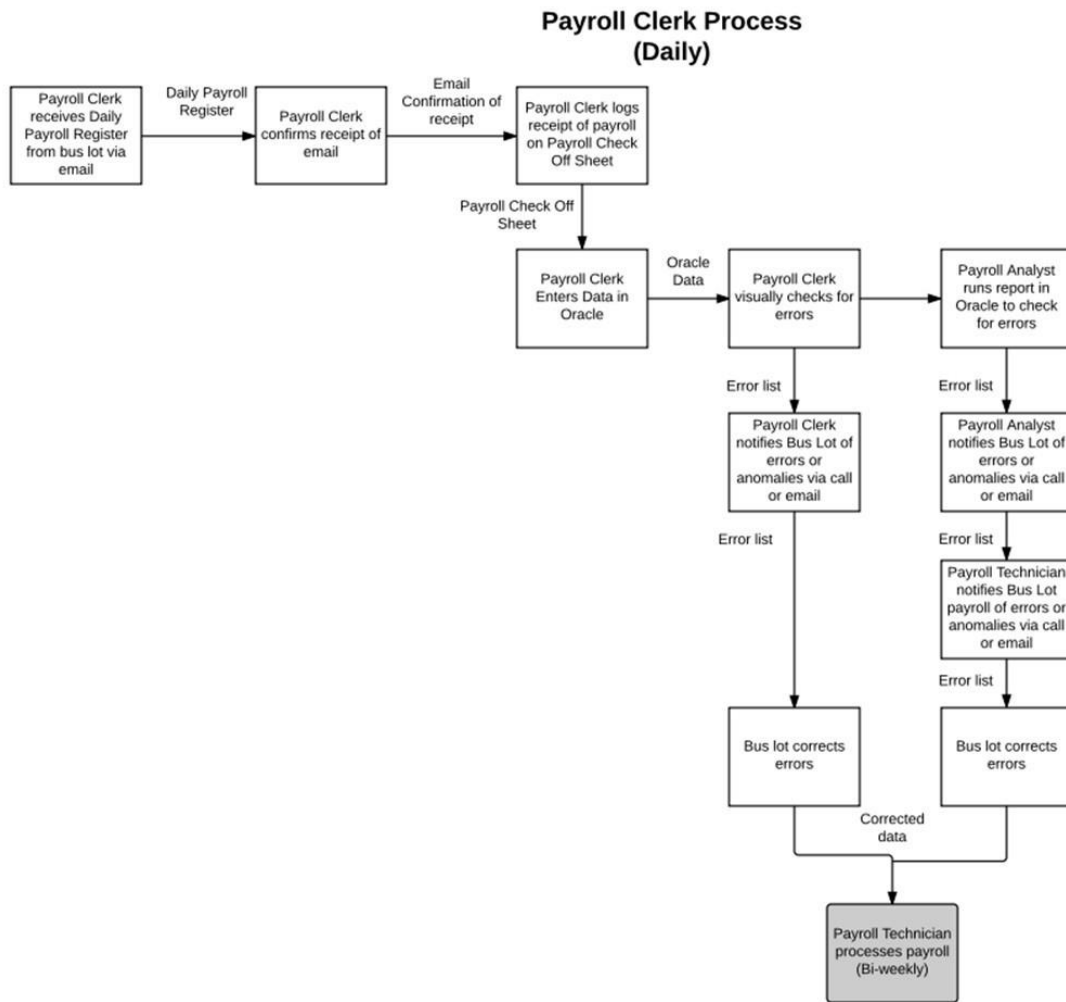 Payroll Clerk Process
(Daily)
Payroll Clerk
receives Daily
Payroll Register
from bus lot via
email
Daily Payroll
Register
Payroll Clerk
confirms receipt of
email
Email
Confirmation of
receipt
Payroll Clerk logs
receipt of payroll
on Payroll Check
Off Sheet
Payroll Check Off
Sheet
Payroll Clerk
Enters Data in
Oracle
Oracle
Data
Payroll Clerk
visually checks for
errors
Payroll Analyst
runs report in
Oracle to check
for errors
Error list
Error list
Payroll Clerk
notifies Bus Lot of
errors or
anomalies via call
or email
Payroll Analyst
notifies Bus Lot of
errors or
anomalies via call
or email
Error list
Error list
Payroll Technician
notifies Bus Lot
payroll of errors or
anomalies via call
or email
Error list
Bus lot corrects
errors
Bus lot corrects
errors
Corrected
data
Payroll Technician
processes payroll
(Bi-weekly)